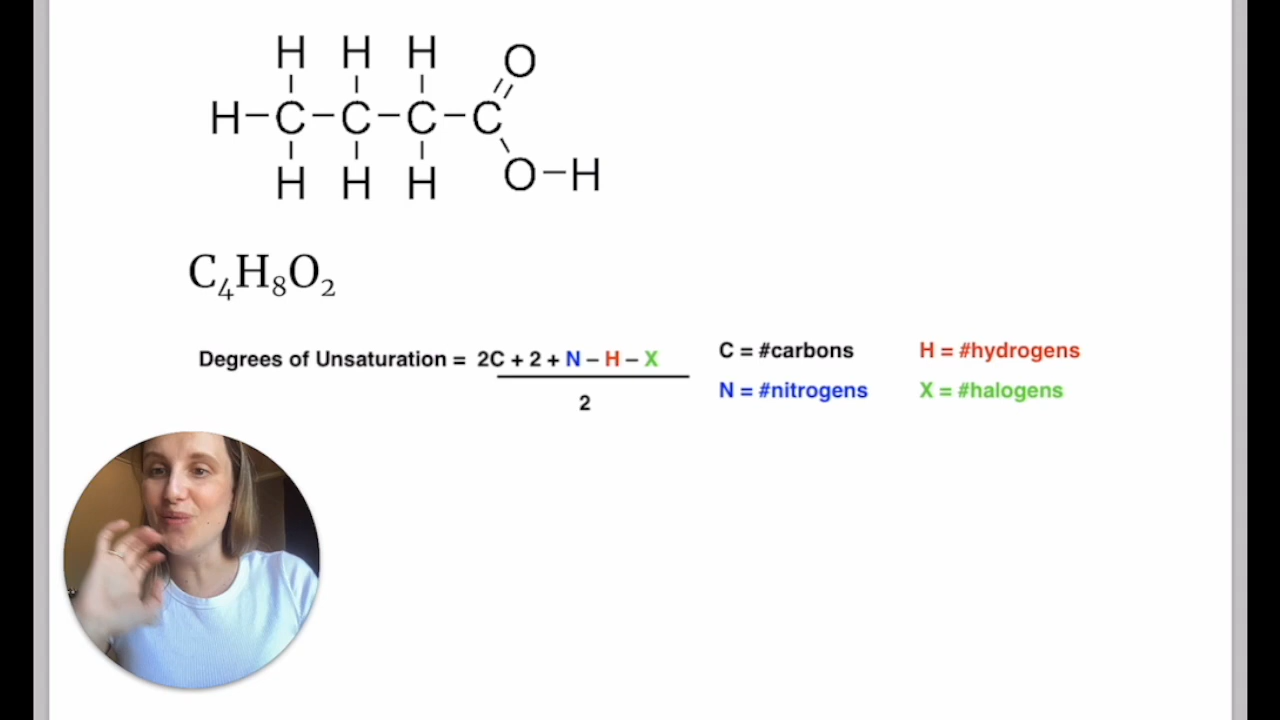 H H H O
H–C–C–C–C
H H H O–H
C₄H₈O₂
Degrees of Unsaturation = 2C + 2 + N – H – X
2
C = #carbons H = #hydrogens
N = #nitrogens X = #halogens